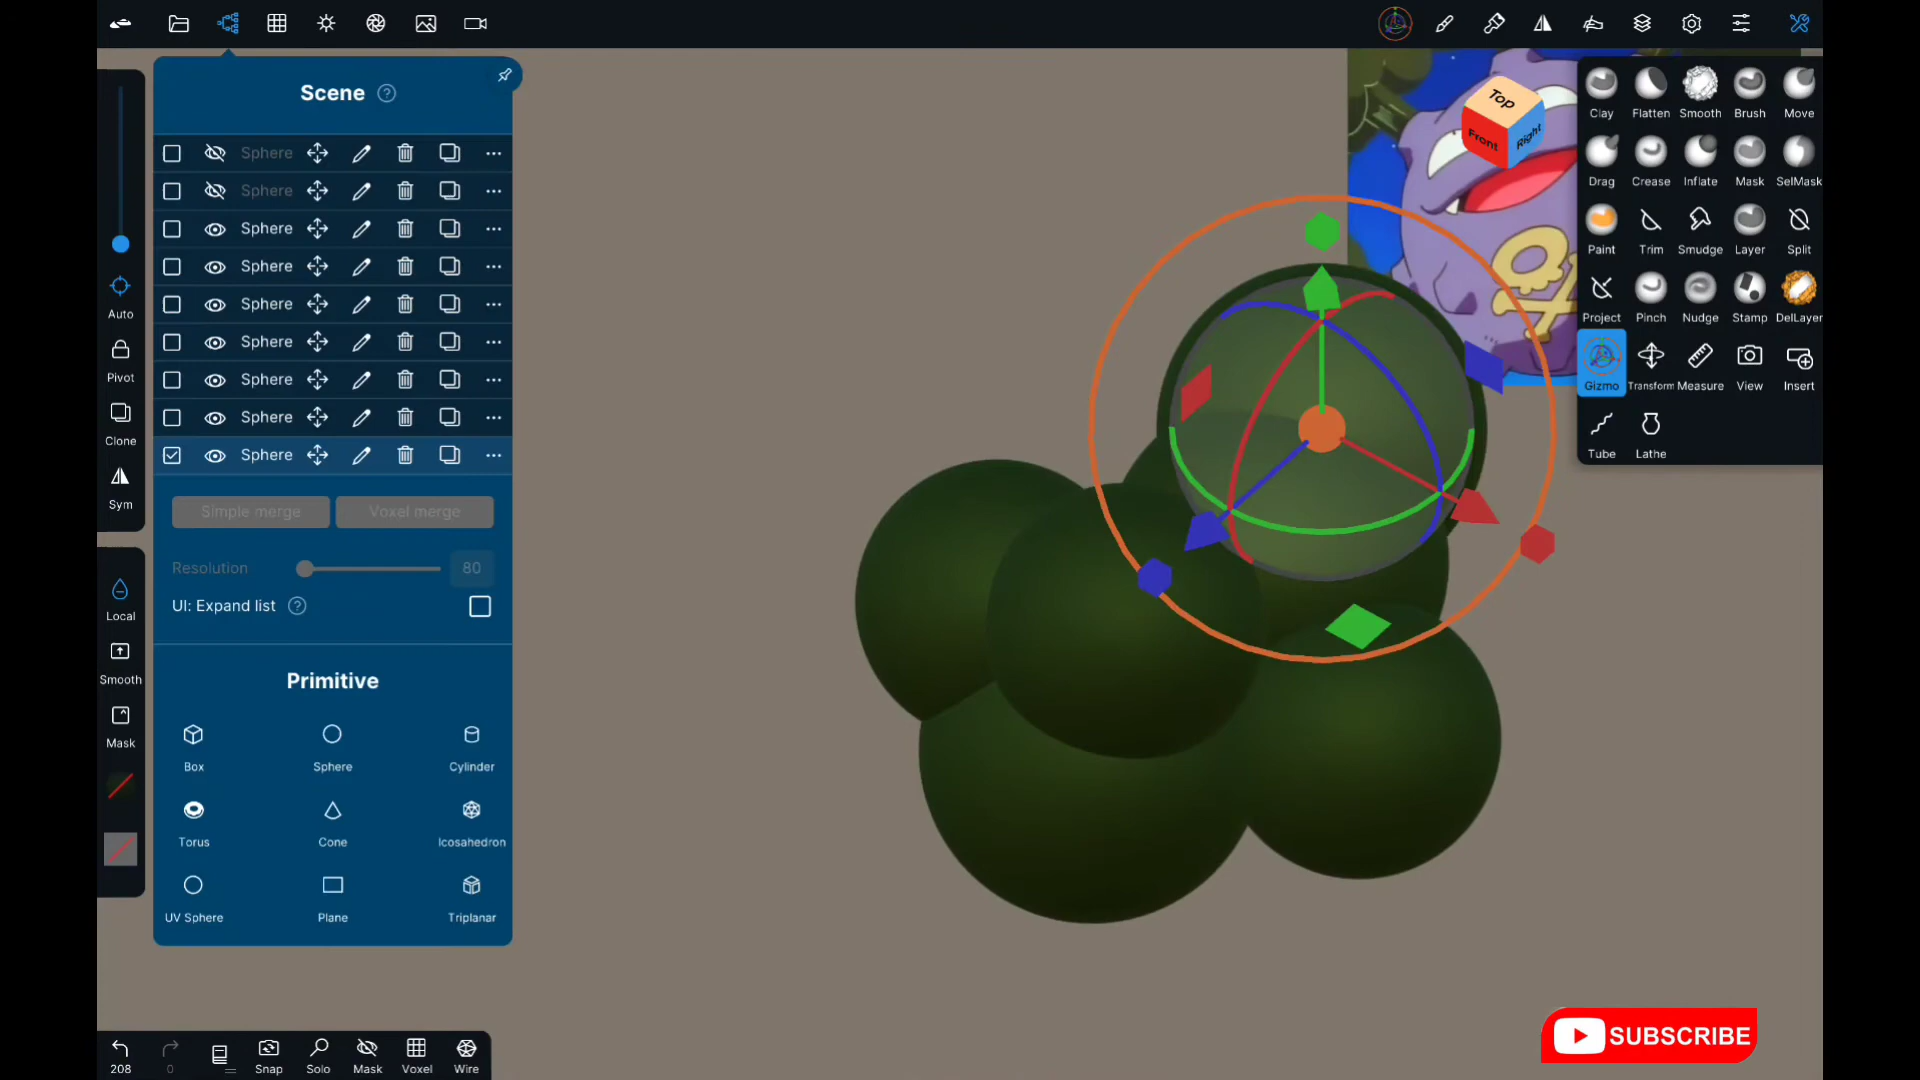 Scene ?
Sphere ...
Sphere ...
Sphere ...
Sphere ...
Sphere ...
Sphere ...
Sphere ...
Sphere ...
Sphere ...
Simple merge
Voxel merge
Resolution
80
UI: Expand list ?
Primitive
Box
Sphere
Cylinder
Torus
Cone
Icosahedron
UV Sphere
Plane
Triplanar
Auto
Pivot
Clone
Sym
Local
Smooth
Mask
208
0
Snap
Solo
Mask
Voxel
Wire
Top
Front
Right
Clay
Flatten
Smooth
Brush
Move
Drag
Crease
Inflate
Mask
SelMask
Paint
Trim
Smudge
Layer
Split
Project
Pinch
Nudge
Stamp
DelLayer
Gizmo
Transform
Measure
View
Insert
Tube
Lathe
SUBSCRIBE